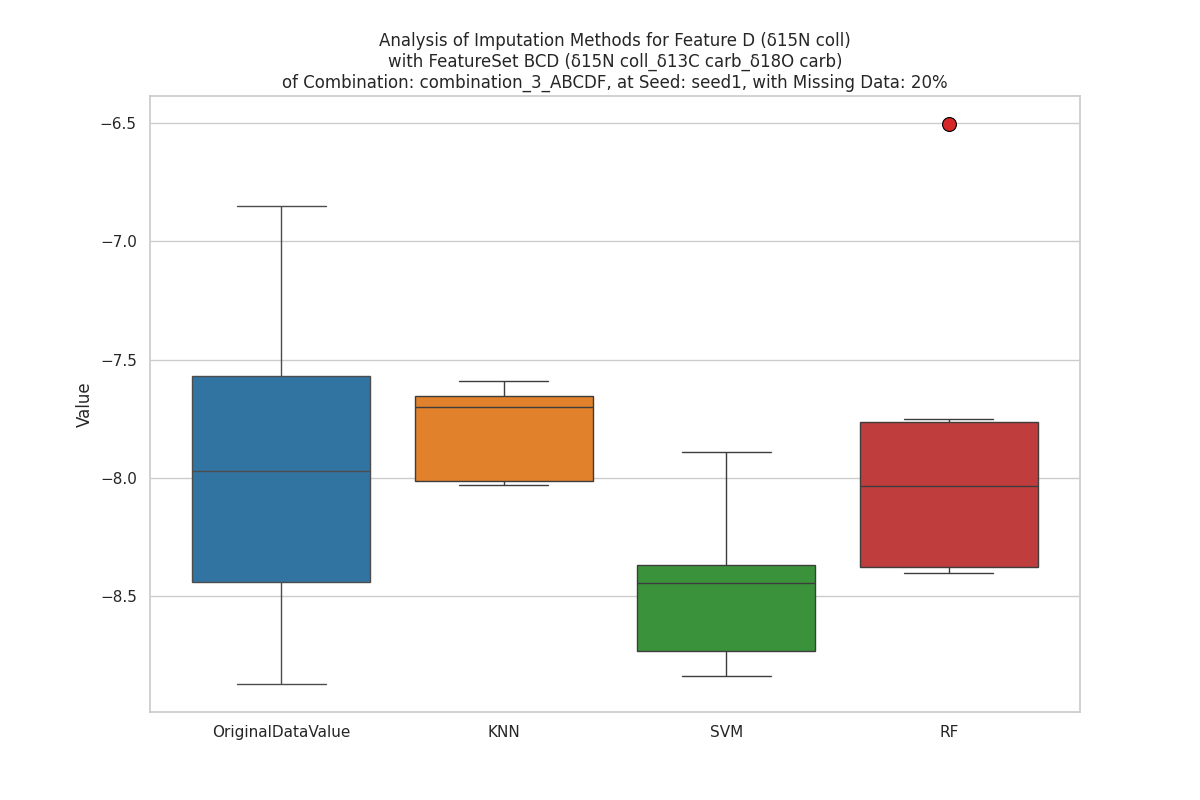 Analysis of Imputation Methods for Feature D (δ15N coll)
with FeatureSet BCD (δ15N coll_δ13C carb_δ18O carb)
of Combination: combination_3_ABCDF, at Seed: seed1, with Missing Data: 20%
−6.5
−7.0
−7.5
−8.0
−8.5
Value
OriginalDataValue
KNN
SVM
RF